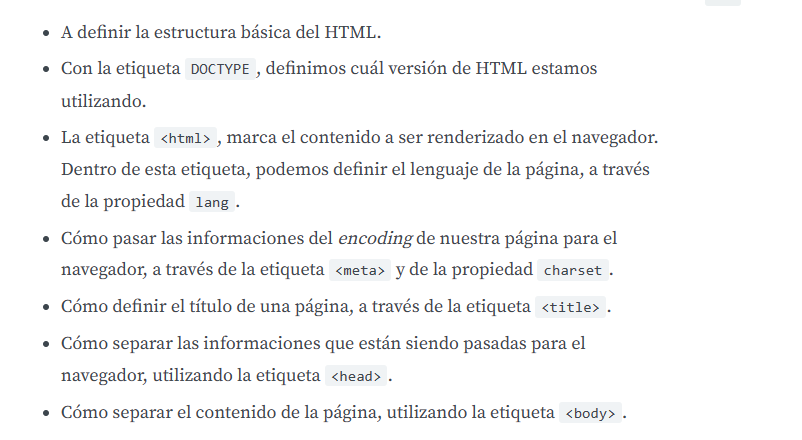 A definir la estructura básica del HTML.
Con la etiqueta DOCTYPE, definimos cuál versión de HTML estamos
utilizando.
La etiqueta <html>, marca el contenido a ser renderizado en el navegador.
Dentro de esta etiqueta, podemos definir el lenguaje de la página, a través
de la propiedad lang.
Cómo pasar las informaciones del encoding de nuestra página para el
navegador, a través de la etiqueta <meta> y de la propiedad charset.
Cómo definir el título de una página, a través de la etiqueta <title>.
Cómo separar las informaciones que están siendo pasadas para el
navegador, utilizando la etiqueta <head>.
Cómo separar el contenido de la página, utilizando la etiqueta <body>.